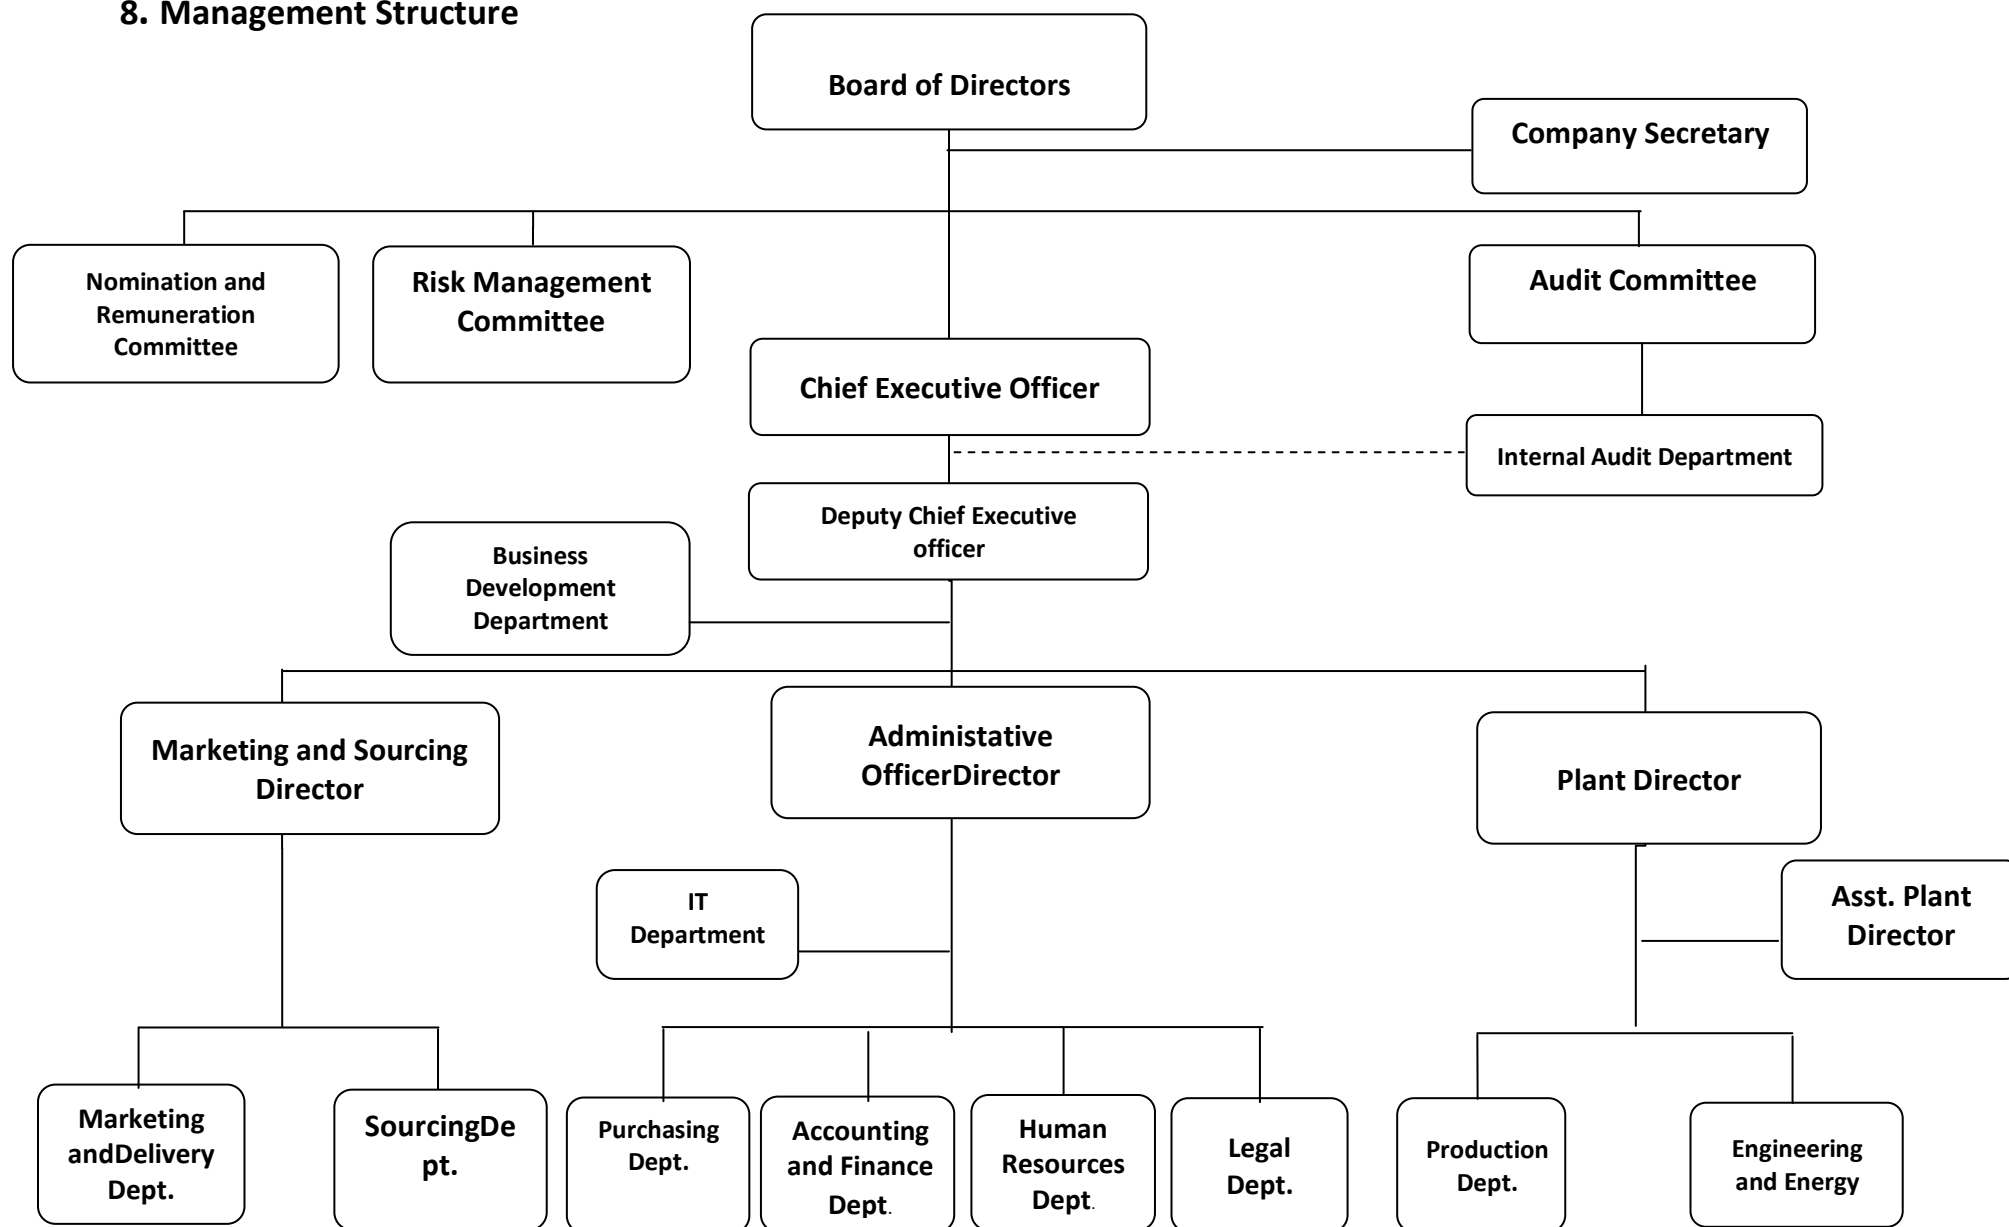 8. Management Structure
Board of Directors
Company Secretary
Nomination and
Remuneration
Committee
Risk Management
Committee
Audit Committee
Chief Executive Officer
Internal Audit Department
Deputy Chief Executive
officer
Business
Development
Department
Marketing and Sourcing
Director
Administative
OfficerDirector
Plant Director
IT
Department
Asst. Plant
Director
Marketing
andDelivery
Dept.
SourcingDe
pt.
Purchasing
Dept.
Accounting
and Finance
Dept.
Human
Resources
Dept.
Legal
Dept.
Production
Dept.
Engineering
and Energy